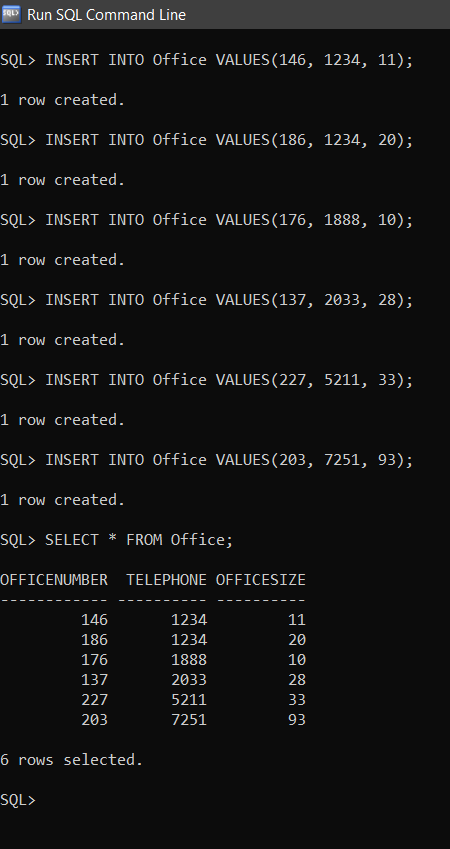 Run SQL Command Line
SQL> INSERT INTO Office VALUES(146, 1234, 11);
1 row created.
SQL> INSERT INTO Office VALUES(186, 1234, 20);
1 row created.
SQL> INSERT INTO Office VALUES(176, 1888, 10);
1 row created.
SQL> INSERT INTO Office VALUES(137, 2033, 28);
1 row created.
SQL> INSERT INTO Office VALUES(227, 5211, 33);
1 row created.
SQL> INSERT INTO Office VALUES(203, 7251, 93);
1 row created.
SQL> SELECT * FROM Office;
OFFICENUMBER  TELEPHONE OFFICESIZE
------------ ---------- ----------
         146       1234         11
         186       1234         20
         176       1888         10
         137       2033         28
         227       5211         33
         203       7251         93
6 rows selected.
SQL>